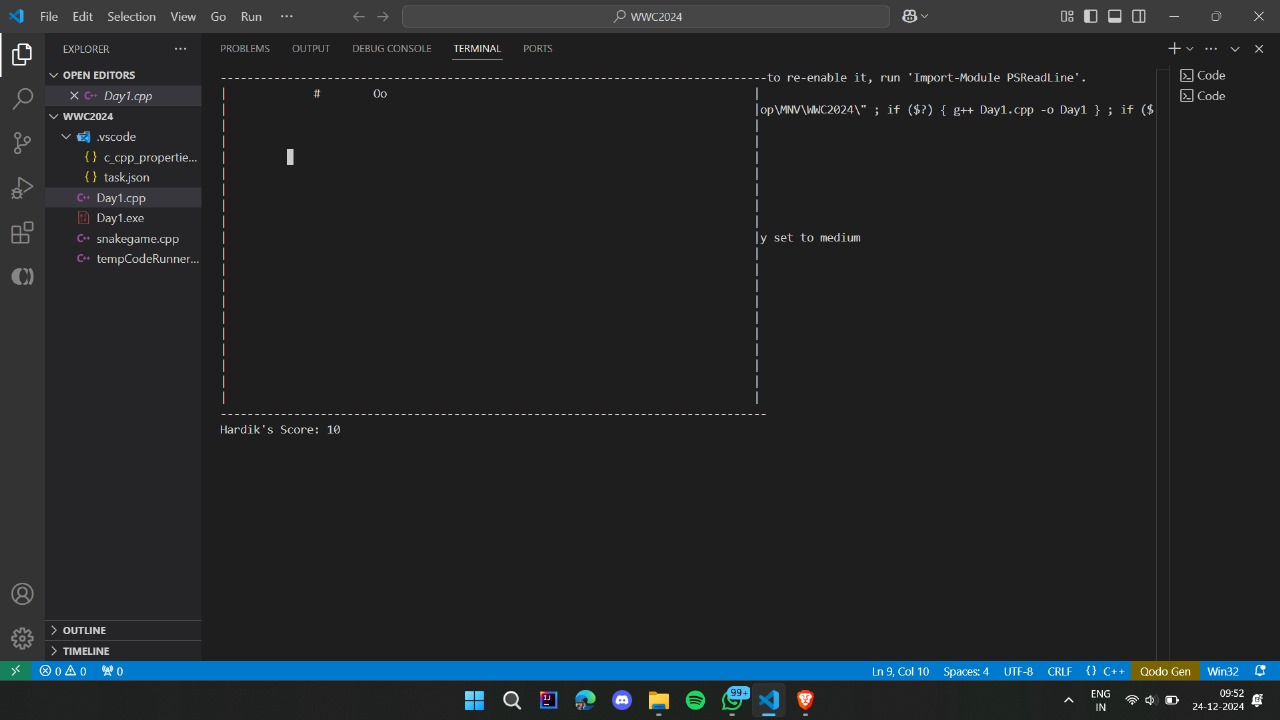 File Edit Selection View Go Run ···
WWC2024
EXPLORER ···
OPEN EDITORS
Day1.cpp
WWC2024
.vscode
{} c_cpp_propertie...
{} task.json
Day1.cpp
Day1.exe
snakegame.cpp
tempCodeRunner...
OUTLINE
TIMELINE
PROBLEMS OUTPUT DEBUG CONSOLE TERMINAL PORTS
---------------------------------------------------------------------------------to re-enable it, run 'Import-Module PSReadLine'.
# Oo
|op\MNV\WWC2024\" ; if ($?) { g++ Day1.cpp -o Day1 } ; if ($
|y set to medium
---------------------------------------------------------------------------------
Hardik's Score: 10
Code
Code
0 0 0
Ln 9, Col 10 Spaces: 4 UTF-8 CRLF {} C++ Qodo Gen Win32
99+
ENG
IN
09:52
24-12-2024